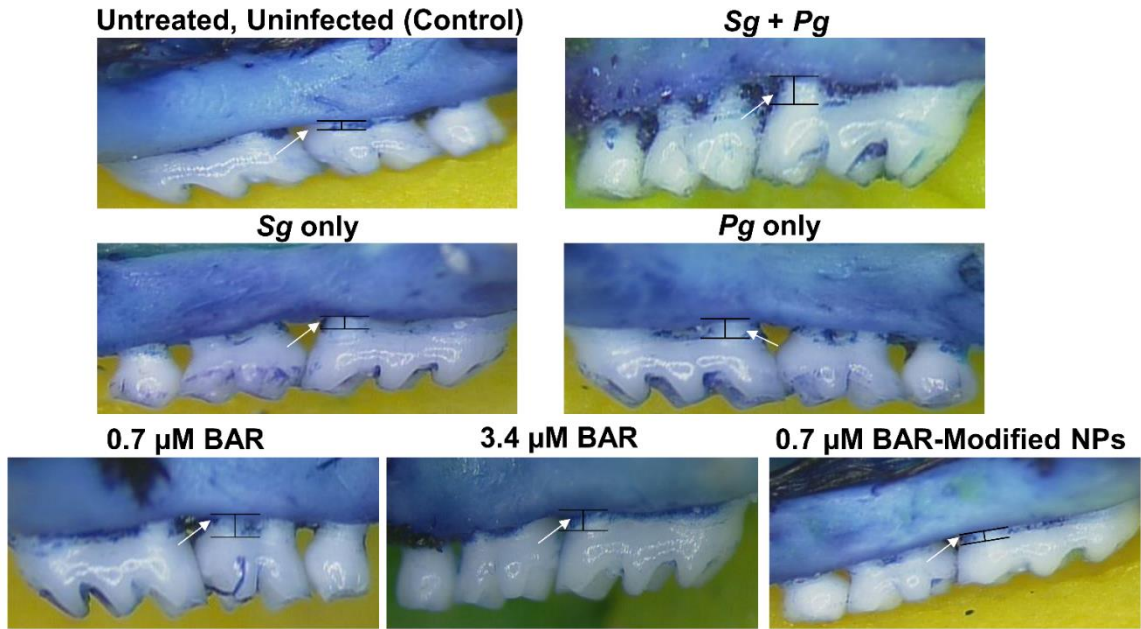 Untreated, Uninfected (Control)
Sg + Pg
Sg only
Pg only
0.7 µM BAR
3.4 µM BAR
0.7 µM BAR-Modified NPs